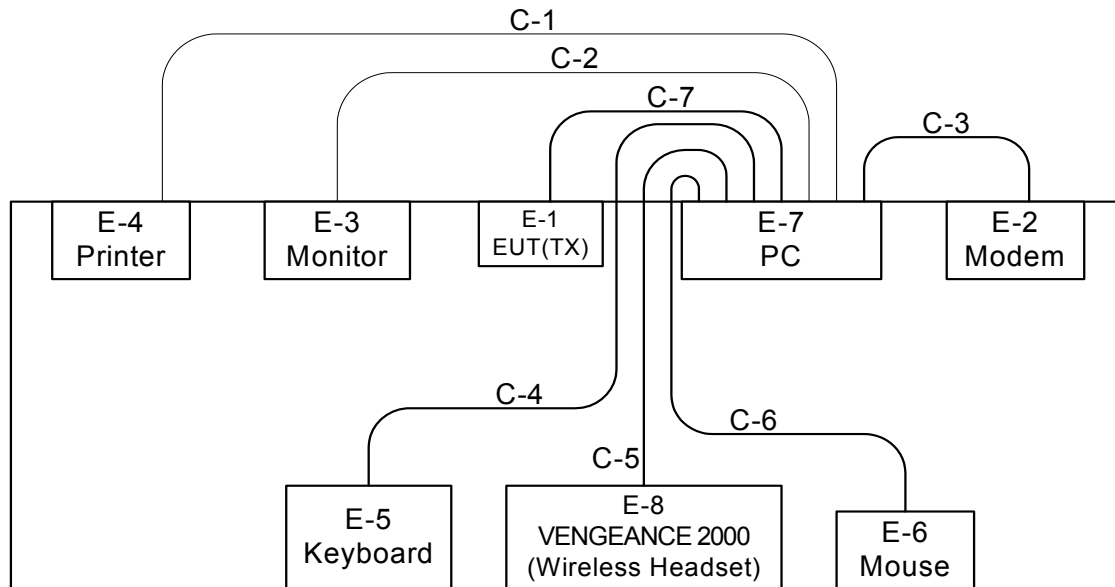 C-1
C-2
C-7
C-3
E-4
Printer
E-3
Monitor
E-1
EUT(TX)
E-7
PC
E-2
Modem
C-4
C-6
C-5
E-5
Keyboard
E-8
VENGEANCE 2000
(Wireless Headset)
E-6
Mouse